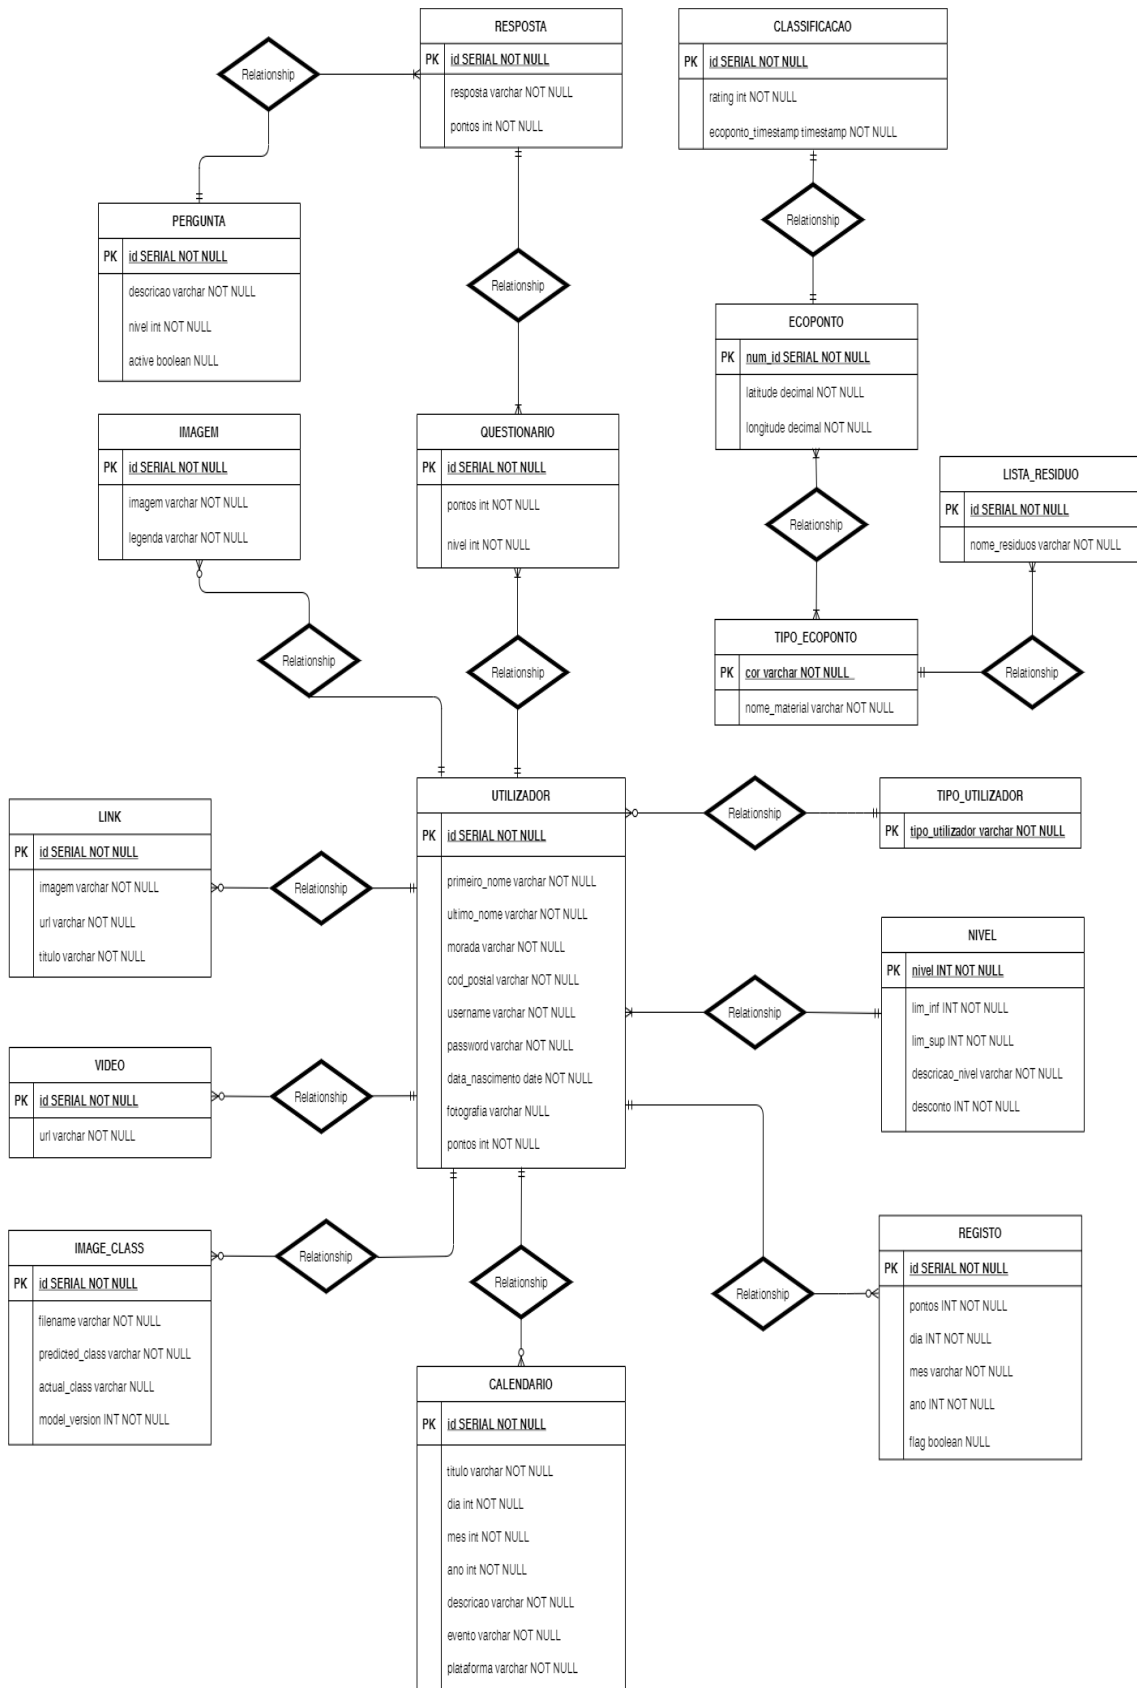 RESPOSTA
PK id SERIAL NOT NULL
resposta varchar NOT NULL
pontos int NOT NULL
CLASSIFICACAO
PK id SERIAL NOT NULL
rating int NOT NULL
ecoponto_timestamp timestamp NOT NULL
Relationship
Relationship
PERGUNTA
PK id SERIAL NOT NULL
descricao varchar NOT NULL
nivel int NOT NULL
active boolean NULL
Relationship
ECOPONTO
PK num_id SERIAL NOT NULL
latitude decimal NOT NULL
longitude decimal NOT NULL
IMAGEM
PK id SERIAL NOT NULL
imagem varchar NOT NULL
legenda varchar NOT NULL
QUESTIONARIO
PK id SERIAL NOT NULL
pontos int NOT NULL
nivel int NOT NULL
Relationship
LISTA_RESIDUO
PK id SERIAL NOT NULL
nome_residuos varchar NOT NULL
Relationship
Relationship
TIPO_ECOPONTO
PK cor varchar NOT NULL
nome_material varchar NOT NULL
Relationship
UTILIZADOR
PK id SERIAL NOT NULL
primeiro_nome varchar NOT NULL
ultimo_nome varchar NOT NULL
morada varchar NOT NULL
cod_postal varchar NOT NULL
username varchar NOT NULL
password varchar NOT NULL
data_nascimento date NOT NULL
fotografia varchar NULL
pontos int NOT NULL
Relationship
TIPO_UTILIZADOR
PK tipo_utilizador varchar NOT NULL
LINK
PK id SERIAL NOT NULL
imagem varchar NOT NULL
url varchar NOT NULL
titulo varchar NOT NULL
Relationship
Relationship
NIVEL
PK nivel INT NOT NULL
lim_inf INT NOT NULL
lim_sup INT NOT NULL
descricao_nivel varchar NOT NULL
desconto INT NOT NULL
VIDEO
PK id SERIAL NOT NULL
url varchar NOT NULL
Relationship
IMAGE_CLASS
PK id SERIAL NOT NULL
filename varchar NOT NULL
predicted_class varchar NOT NULL
actual_class varchar NULL
model_version INT NOT NULL
Relationship
Relationship
Relationship
REGISTO
PK id SERIAL NOT NULL
pontos INT NOT NULL
dia INT NOT NULL
mes varchar NOT NULL
ano INT NOT NULL
flag boolean NULL
CALENDARIO
PK id SERIAL NOT NULL
titulo varchar NOT NULL
dia int NOT NULL
mes int NOT NULL
ano int NOT NULL
descricao varchar NOT NULL
evento varchar NOT NULL
plataforma varchar NOT NULL